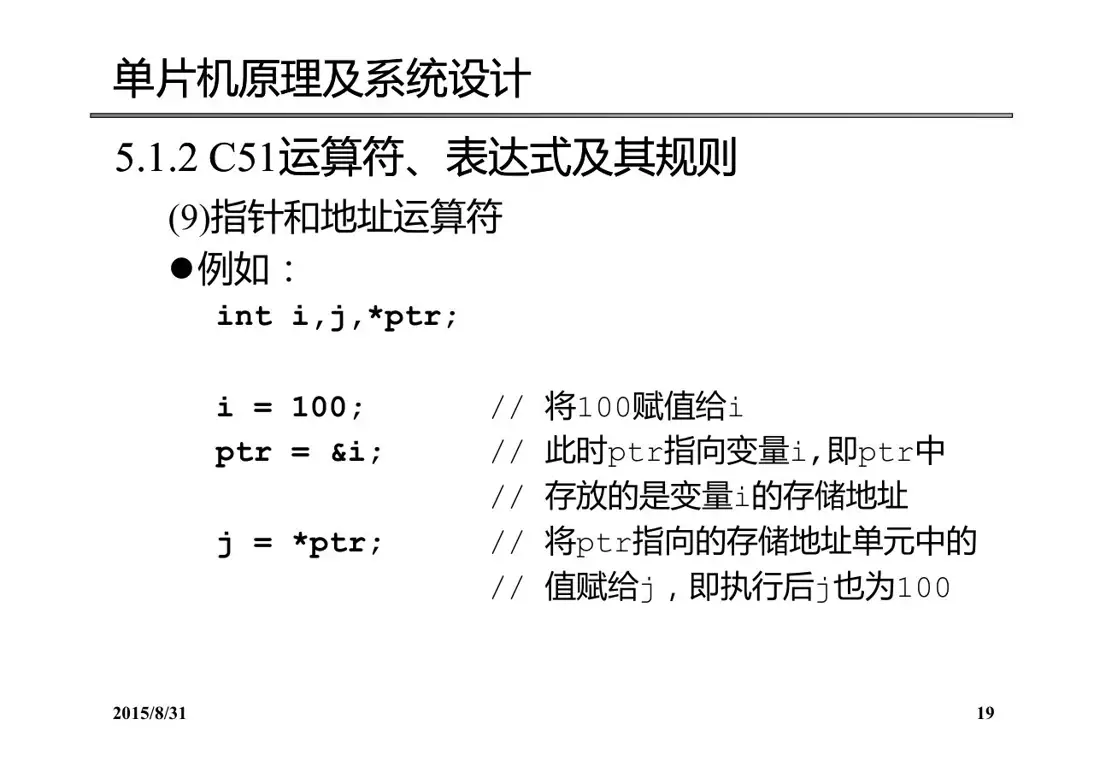 单片机原理及系统设计
5.1.2 C51运算符、表达式及其规则
(9)指针和地址运算符
●例如：
int i,j,*ptr;
i = 100; // 将100赋值给i
ptr = &i; // 此时ptr指向变量i,即ptr中
// 存放的是变量i的存储地址
j = *ptr; // 将ptr指向的存储地址单元中的
// 值赋给j，即执行后j也为100
2015/8/31 19